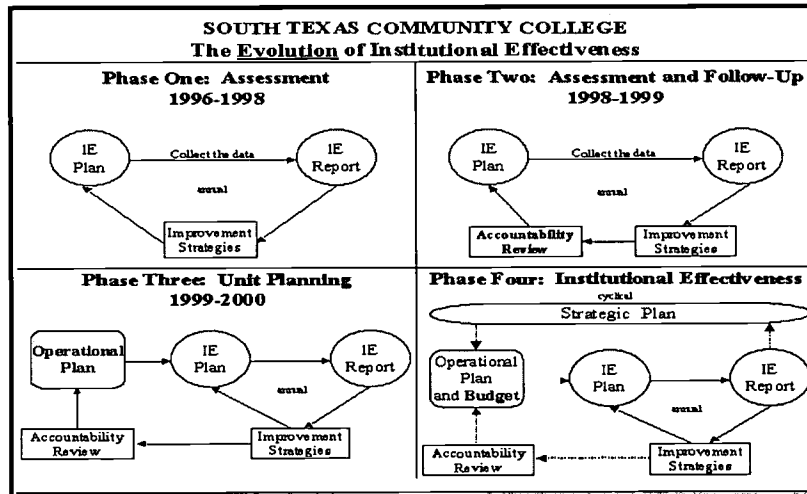 SOUTH TEXAS COMMUNITY COLLEGE
The Evolution of Institutional Effectiveness
Phase One: Assessment
1996-1998
IE
Plan
Collect the data
IE
Report
annual
Improvement
Strategies
Phase Two: Assessment and Follow-Up
1998-1999
IE
Plan
Collect the data
IE
Report
annual
Accountability
Review
Improvement
Strategies
Phase Three: Unit Planning
1999-2000
Operational
Plan
IE
Plan
IE
Report
annual
Accountability
Review
Improvement
Strategies
Phase Four: Institutional Effectiveness
cyclical
Strategic Plan
Operational
Plan
and Budget
IE
Plan
IE
Report
annual
Accountability
Review
Improvement
Strategies